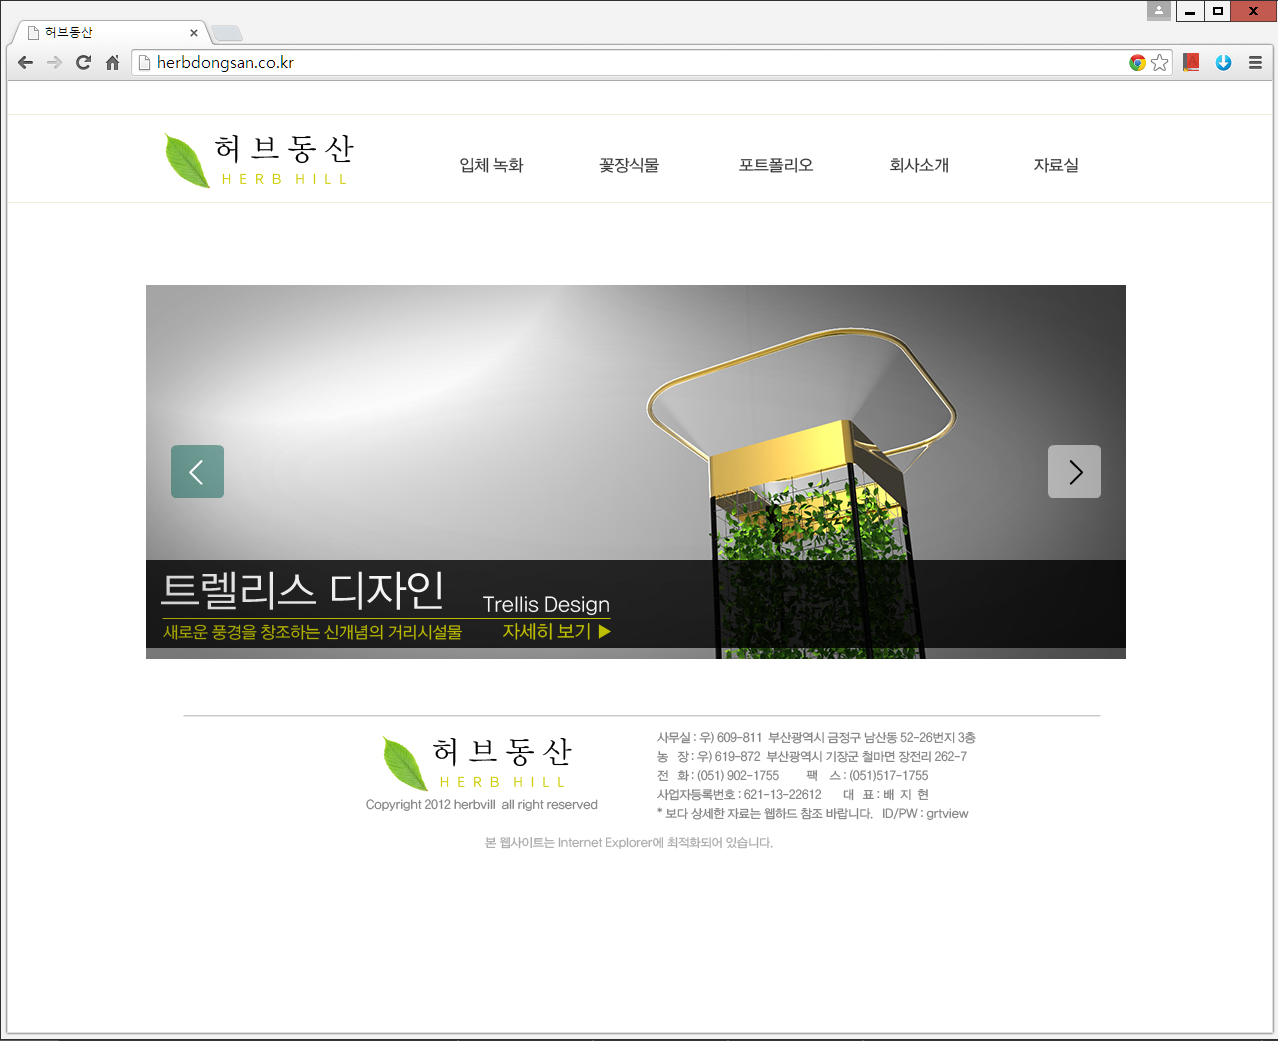 허브동산
herbdongsan.co.kr
허브동산
HERB HILL
입체 녹화
꽃장식물
포트폴리오
회사소개
자료실
트렐리스 디자인 Trellis Design
새로운 풍경을 창조하는 신개념의 거리시설물 자세히 보기 ▶
허브동산
HERB HILL
Copyright 2012 herbvill all right reserved
사무실 : 우) 609-811 부산광역시 금정구 남산동 52-26번지 3층
농 장 : 우) 619-872 부산광역시 기장군 철마면 장전리 262-7
전 화 : (051) 902-1755 팩 스 : (051)517-1755
사업자등록번호 : 621-13-22612 대 표 : 배 지 현
* 보다 상세한 자료는 웹하드 참조 바랍니다. ID/PW : grtview
본 웹사이트는 Internet Explorer에 최적화되어 있습니다.